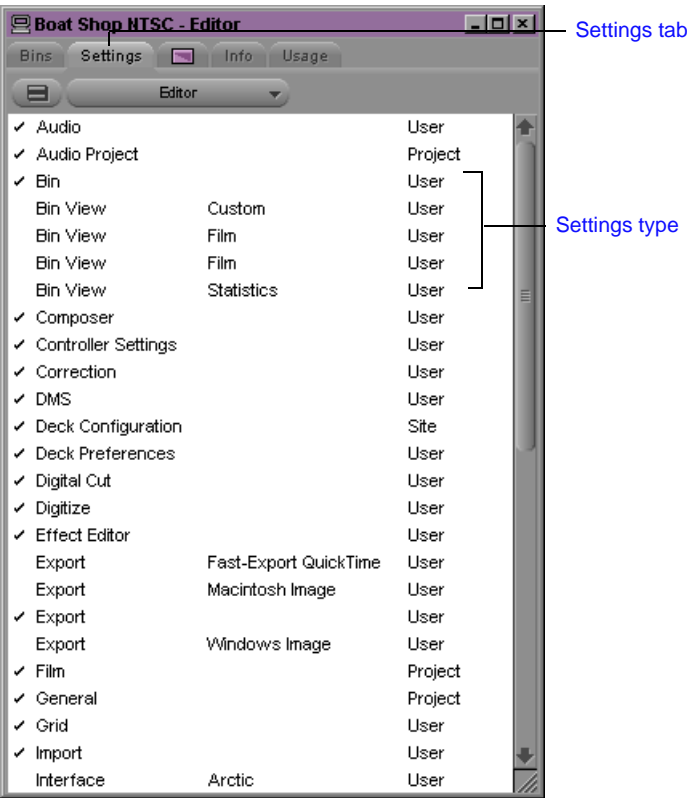 Boat Shop NTSC - Editor
Settings tab
Bins Settings Info Usage
Editor
Audio User
Audio Project Project
Bin User
Bin View Custom User
Settings type
Bin View Film User
Bin View Film User
Bin View Statistics User
Composer User
Controller Settings User
Correction User
DMS User
Deck Configuration Site
Deck Preferences User
Digital Cut User
Digitize User
Effect Editor User
Export Fast-Export QuickTime User
Export Macintosh Image User
Export User
Export Windows Image User
Film Project
General Project
Grid User
Import User
Interface Arctic User